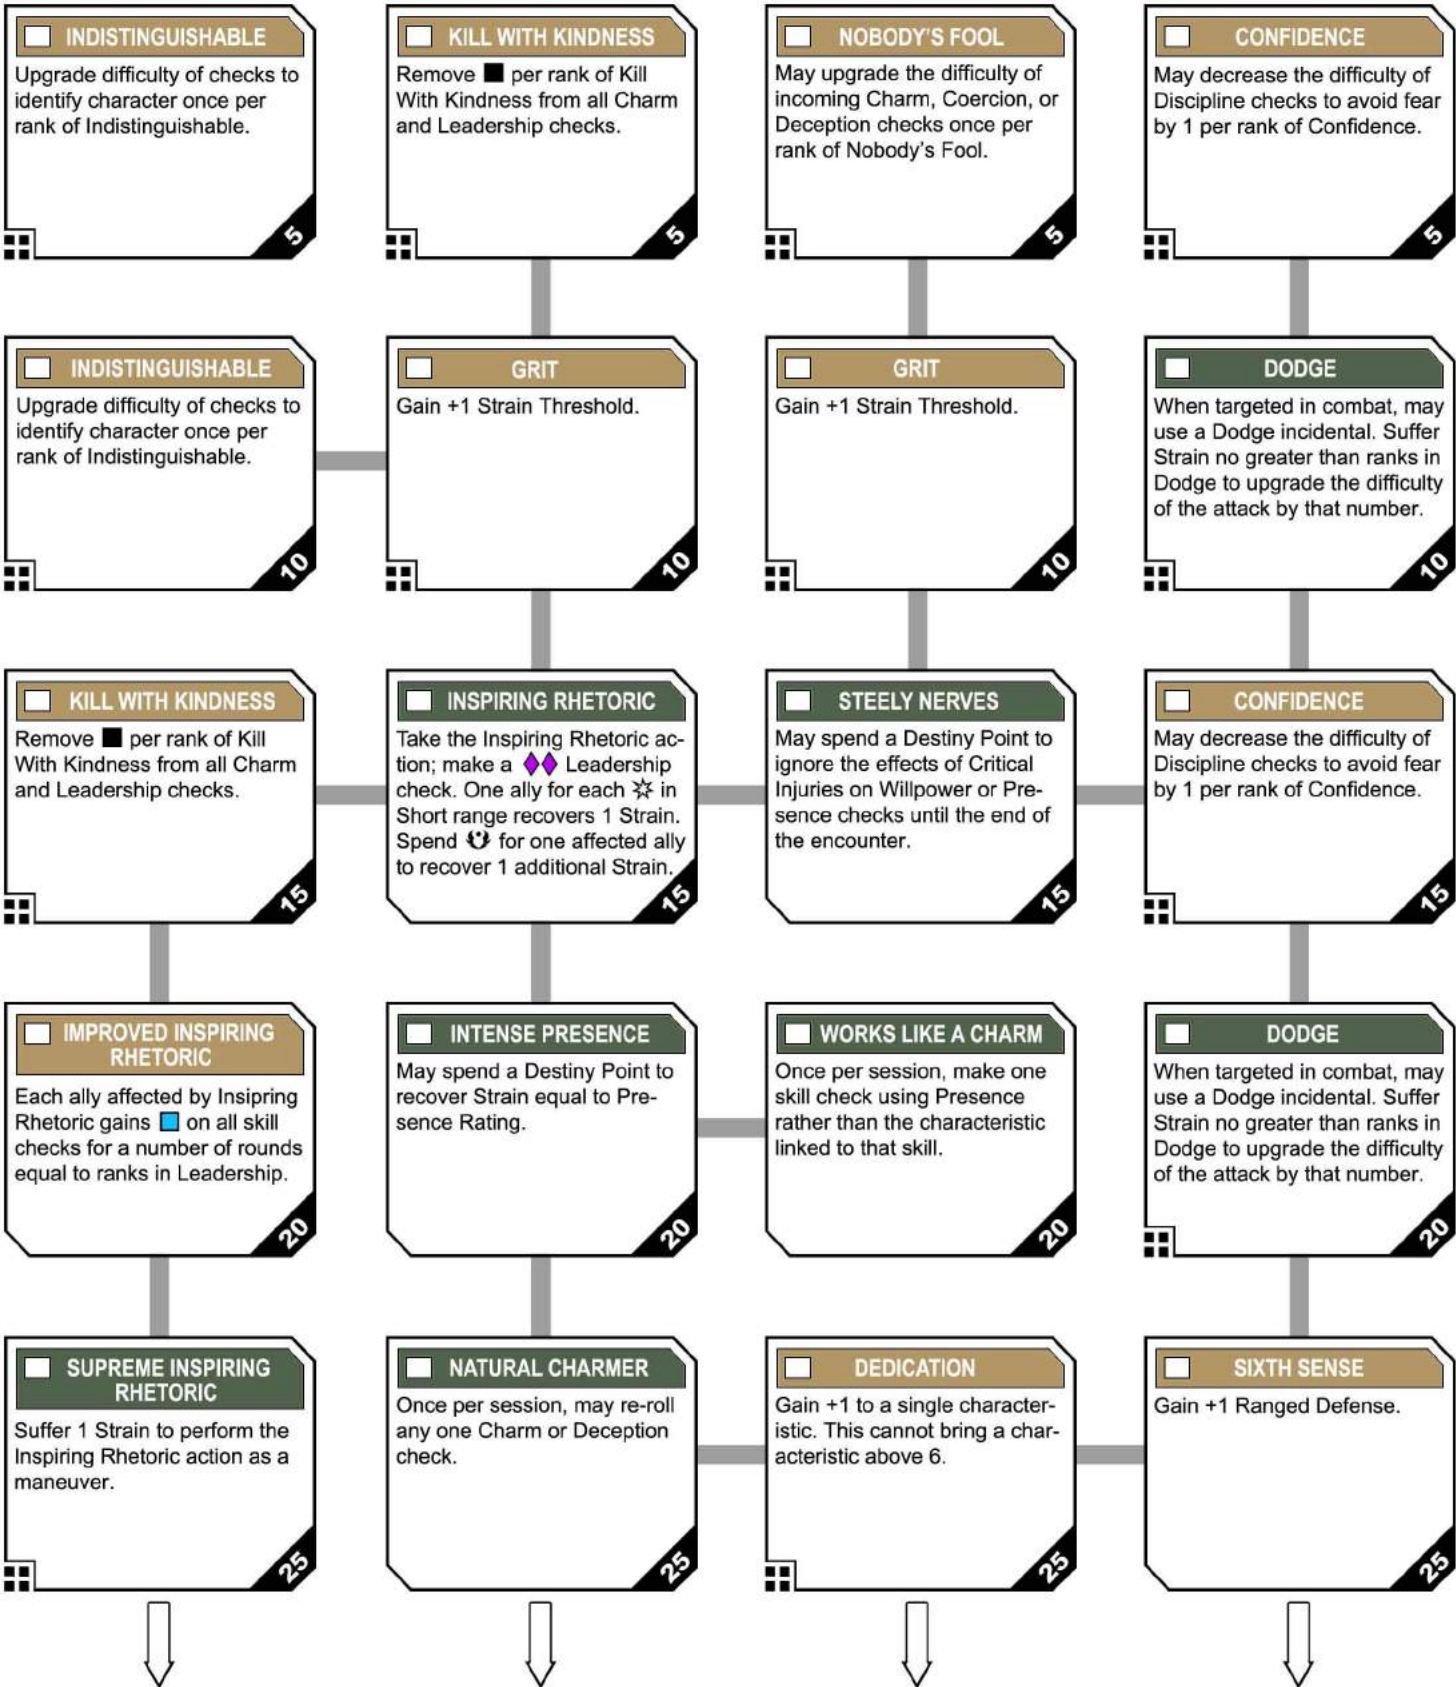 INDISTINGUISHABLE
Upgrade difficulty of checks to
identify character once per
rank of Indistinguishable.
5
KILL WITH KINDNESS
Remove per rank of Kill
With Kindness from all Charm
and Leadership checks.
5
NOBODY'S FOOL
May upgrade the difficulty of
incoming Charm, Coercion, or
Deception checks once per
rank of Nobody's Fool.
5
CONFIDENCE
May decrease the difficulty of
Discipline checks to avoid fear
by 1 per rank of Confidence.
5
INDISTINGUISHABLE
Upgrade difficulty of checks to
identify character once per
rank of Indistinguishable.
10
GRIT
Gain +1 Strain Threshold.
10
GRIT
Gain +1 Strain Threshold.
10
DODGE
When targeted in combat, may
use a Dodge incidental. Suffer
Strain no greater than ranks in
Dodge to upgrade the difficulty
of the attack by that number.
10
KILL WITH KINDNESS
Remove per rank of Kill
With Kindness from all Charm
and Leadership checks.
15
INSPIRING RHETORIC
Take the Inspiring Rhetoric ac-
tion; make a Leadership
check. One ally for each in
Short range recovers 1 Strain.
Spend for one affected ally
to recover 1 additional Strain.
15
STEELY NERVES
May spend a Destiny Point to
ignore the effects of Critical
Injuries on Willpower or Pre-
sence checks until the end of
the encounter.
15
CONFIDENCE
May decrease the difficulty of
Discipline checks to avoid fear
by 1 per rank of Confidence.
15
IMPROVED INSPIRING
RHETORIC
Each ally affected by Insipring
Rhetoric gains on all skill
checks for a number of rounds
equal to ranks in Leadership.
20
INTENSE PRESENCE
May spend a Destiny Point to
recover Strain equal to Pre-
sence Rating.
20
WORKS LIKE A CHARM
Once per session, make one
skill check using Presence
rather than the characteristic
linked to that skill.
20
DODGE
When targeted in combat, may
use a Dodge incidental. Suffer
Strain no greater than ranks in
Dodge to upgrade the difficulty
of the attack by that number.
20
SUPREME INSPIRING
RHETORIC
Suffer 1 Strain to perform the
Inspiring Rhetoric action as a
maneuver.
25
NATURAL CHARMER
Once per session, may re-roll
any one Charm or Deception
check.
25
DEDICATION
Gain +1 to a single character-
istic. This cannot bring a char-
acteristic above 6.
25
SIXTH SENSE
Gain +1 Ranged Defense.
25